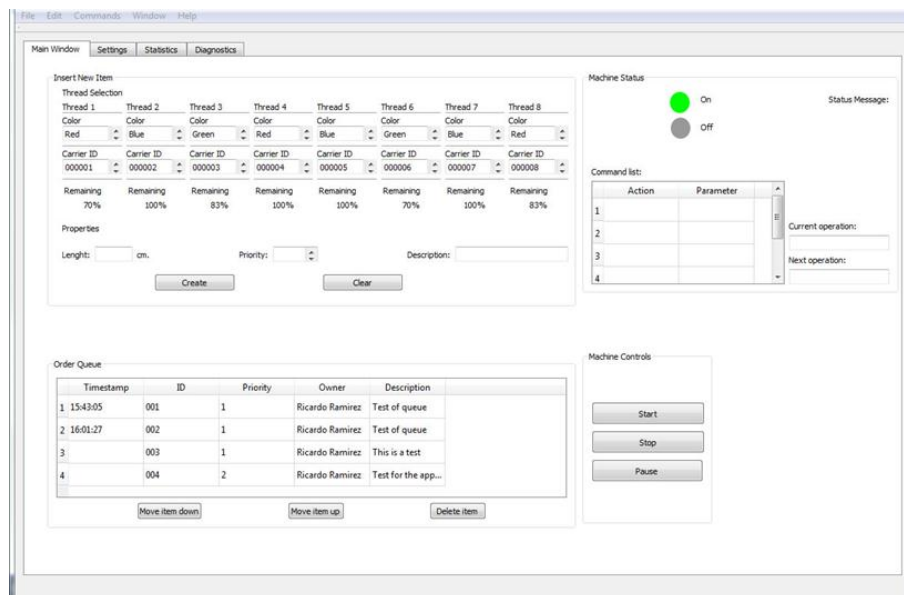 File Edit Commands Window Help
Main Window Settings Statistics Diagnostics
Insert New Item
Thread Selection
Thread 1 Thread 2 Thread 3 Thread 4 Thread 5 Thread 6 Thread 7 Thread 8
Color Color Color Color Color Color Color Color
Red Blue Green Red Blue Green Blue Red
Carrier ID Carrier ID Carrier ID Carrier ID Carrier ID Carrier ID Carrier ID Carrier ID
000001 000002 000003 000004 000005 000006 000007 000008
Remaining Remaining Remaining Remaining Remaining Remaining Remaining Remaining
70% 100% 83% 100% 100% 70% 100% 83%
Properties
Lenght: cm. Priority: Description:
Create Clear
Machine Status
On Status Message:
Off
Command list:
Action Parameter
1
2
3
4
Current operation:
Next operation:
Order Queue
Timestamp ID Priority Owner Description
1 15:43:05 001 1 Ricardo Ramirez Test of queue
2 16:01:27 002 1 Ricardo Ramirez Test of queue
3 003 1 Ricardo Ramirez This is a test
4 004 2 Ricardo Ramirez Test for the app...
Move item down Move item up Delete item
Machine Controls
Start
Stop
Pause